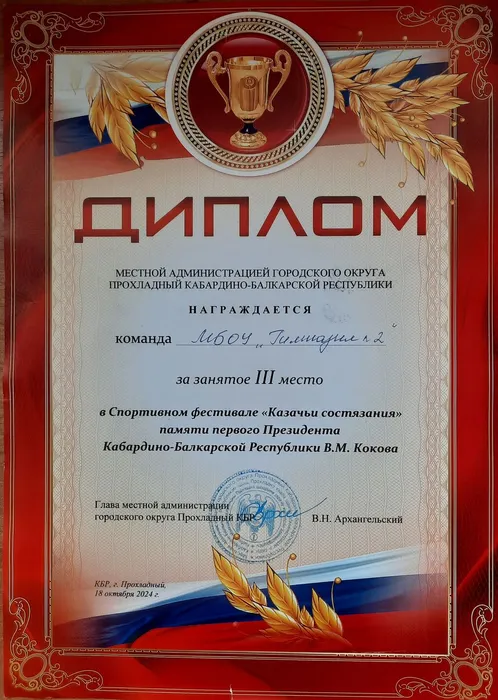 ДИПЛОМ
МЕСТНОЙ АДМИНИСТРАЦИЕЙ ГОРОДСКОГО ОКРУГА
ПРОХЛАДНЫЙ КАБАРДИНО-БАЛКАРСКОЙ РЕСПУБЛИКИ
НАГРАЖДАЕТСЯ
команда МБОУ "Гимназия №2"
за занятое III место
в Спортивном фестивале «Казачьи состязания»
памяти первого Президента
Кабардино-Балкарской Республики В.М. Кокова
Глава местной администрации
городского округа Прохладный КБР В.Н. Архангельский
КБР, г. Прохладный,
18 октября 2024 г.